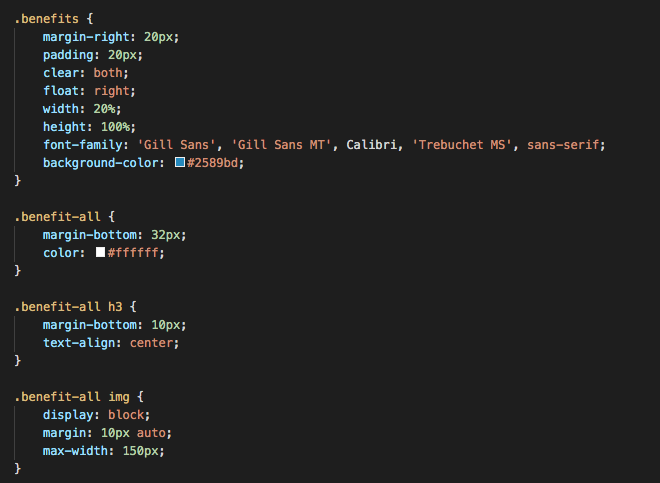 .benefits {
    margin-right: 20px;
    padding: 20px;
    clear: both;
    float: right;
    width: 20%;
    height: 100%;
    font-family: 'Gill Sans', 'Gill Sans MT', Calibri, 'Trebuchet MS', sans-serif;
    background-color: #2589bd;
}

.benefit-all {
    margin-bottom: 32px;
    color: #ffffff;
}

.benefit-all h3 {
    margin-bottom: 10px;
    text-align: center;
}

.benefit-all img {
    display: block;
    margin: 10px auto;
    max-width: 150px;
}